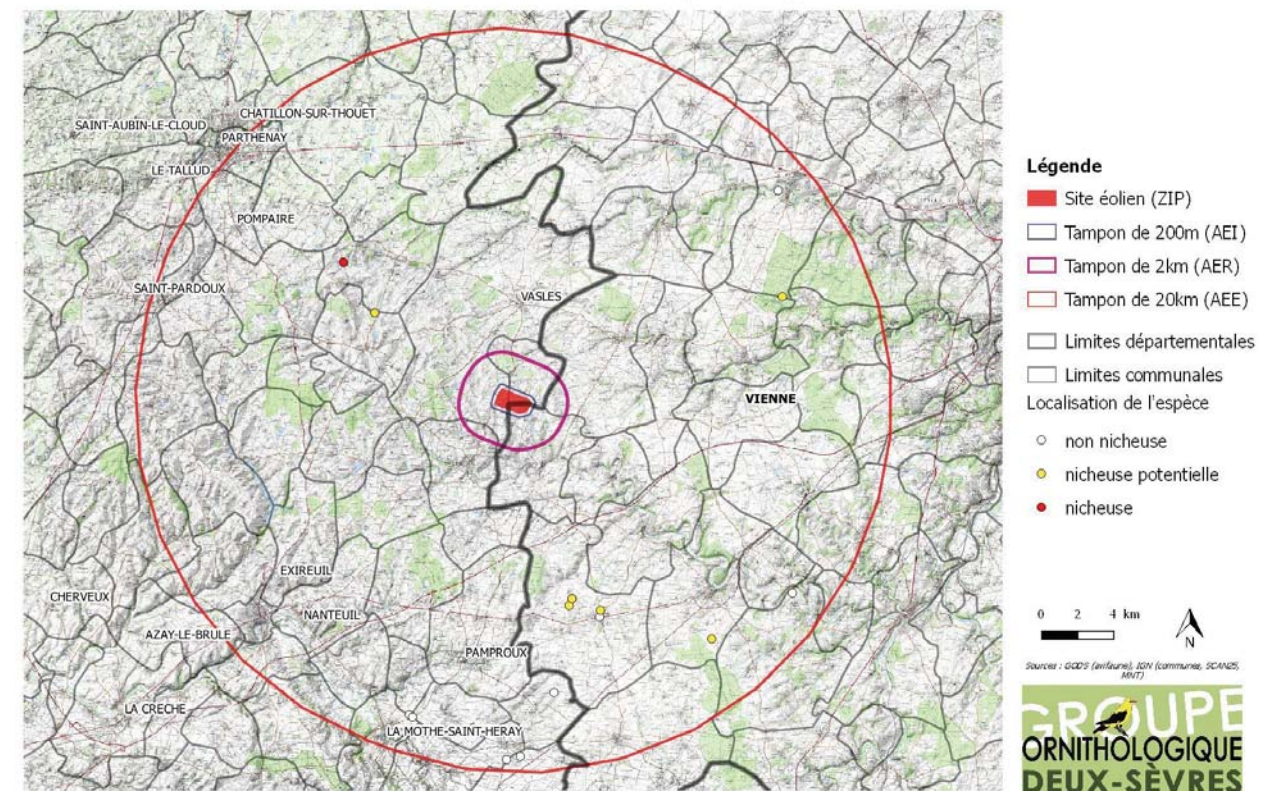 CHATILLON-SUR-THOUET
SAINT-AUBIN-LE-CLOUD
PARTHENAY
LE TALLUD
POMPAIRE
SAINT-PARDOUX
VASLES
VIENNE
EXIREUIL
CHERVEUX
NANTEUIL
AZAY-LE-BRULE
PAMPROUX
LA CRECHE
LA MOTHE-SAINT-HERAY
Légende
Site éolien (ZIP)
Tampon de 200m (AEI)
Tampon de 2km (AER)
Tampon de 20km (AEE)
Limites départementales
Limites communales
Localisation de l'espèce
non nicheuse
nicheuse potentielle
nicheuse
0 2 4 km
N
Sources : GODS (avifaune), IGN (communes, SCAN25,
MNT)
GROUPE
ORNITHOLOGIQUE
DEUX-SÈVRES